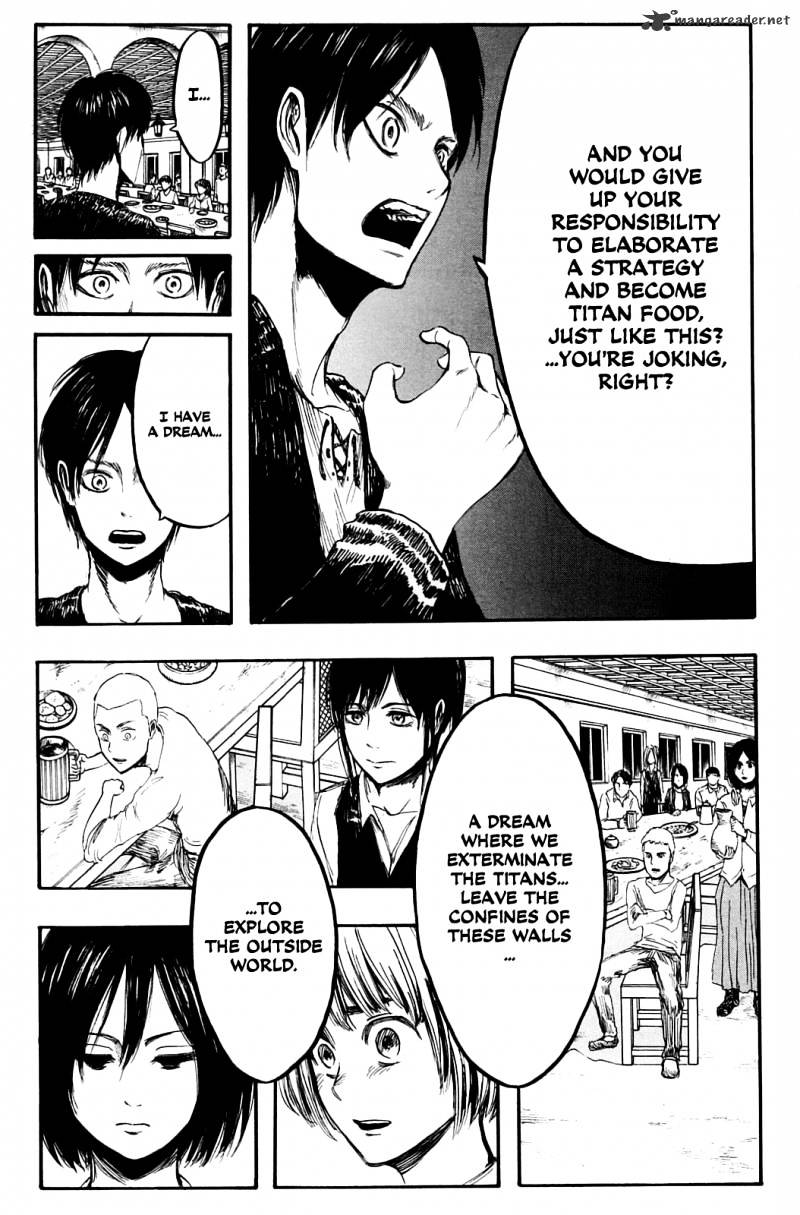 mangareader.net
AND YOU
WOULD GIVE
UP YOUR
RESPONSIBILITY
TO ELABORATE
A STRATEGY
AND BECOME
TITAN FOOD,
JUST LIKE THIS?
...YOU'RE JOKING,
RIGHT?
I...
I HAVE
A DREAM...
A DREAM
WHERE WE
EXTERMINATE
THE TITANS...
LEAVE THE
CONFINES OF
THESE WALLS
...
...TO
EXPLORE
THE OUTSIDE
WORLD.